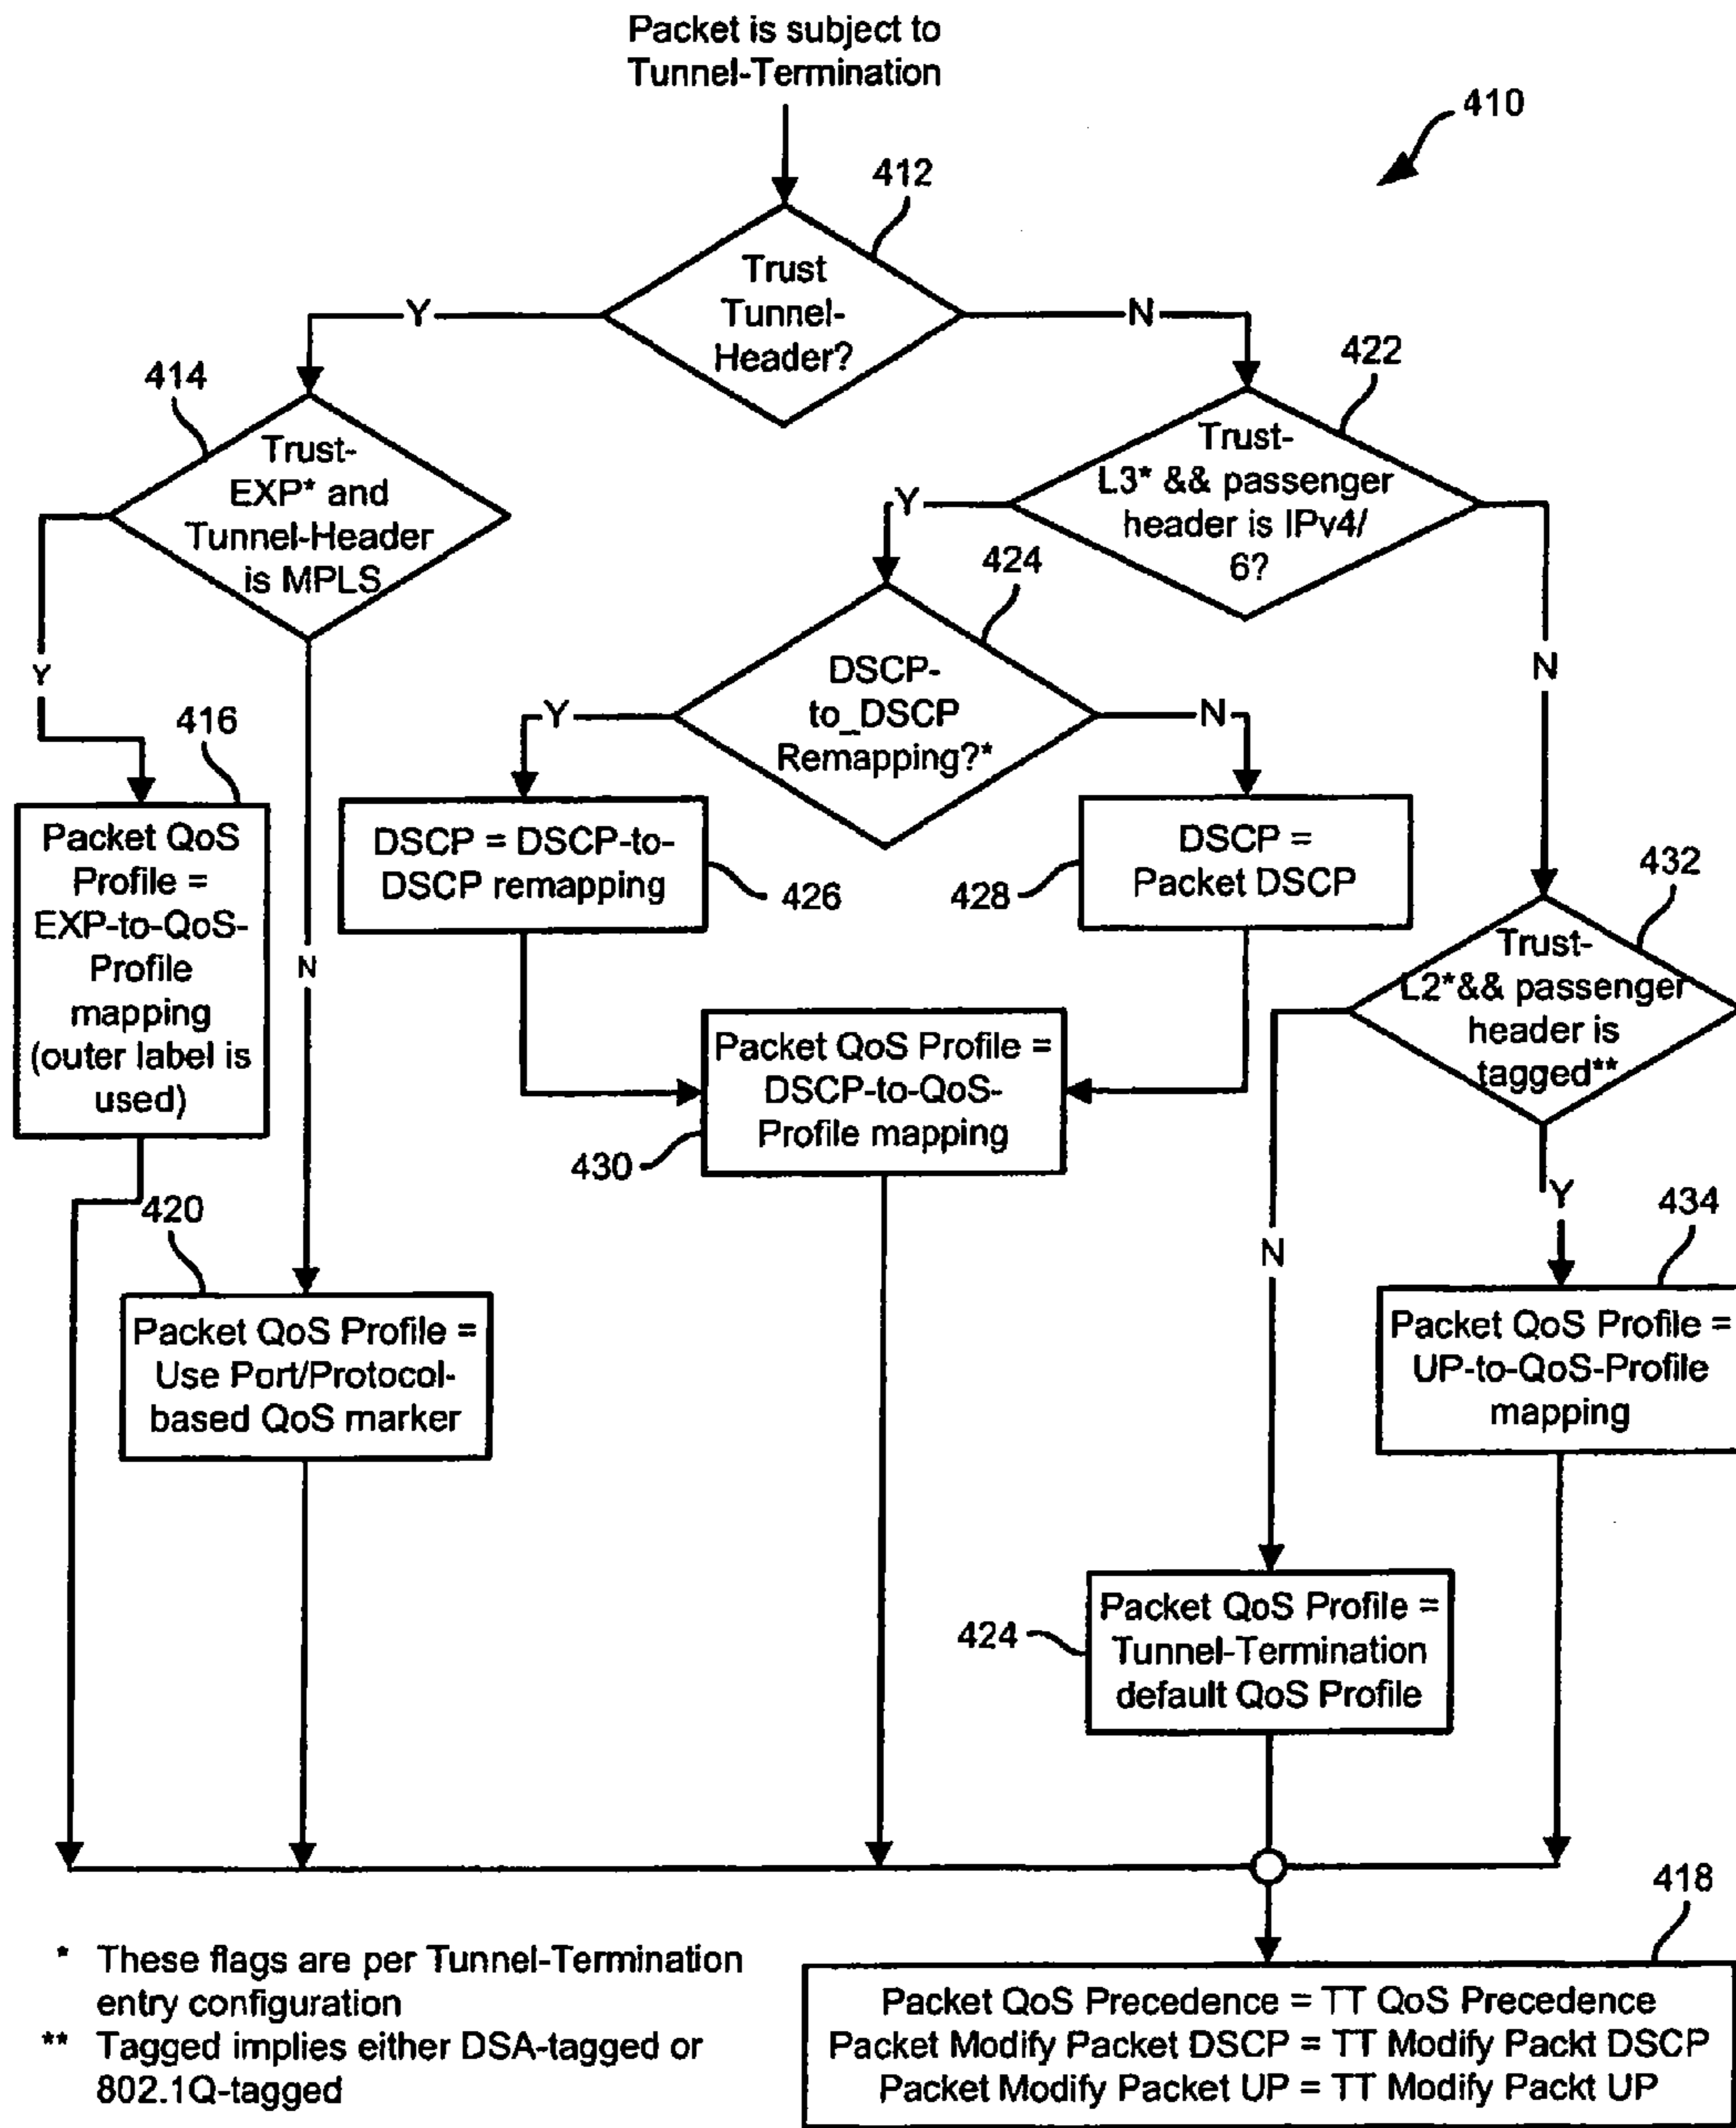 Packet is subject to
Tunnel-Termination
410
412
Trust
Tunnel-
Header?
Y
N
414
422
Trust-
EXP* and
Tunnel-Header
is MPLS
Trust-
L3* && passenger
header is IPv4/
6?
Y
N
424
DSCP-
to_DSCP
Remapping?*
Y
N
Y
N
416
Packet QoS
Profile =
EXP-to-QoS-
Profile
mapping
(outer label is
used)
DSCP = DSCP-to-
DSCP remapping
426
DSCP =
Packet DSCP
428
432
Trust-
L2*&& passenger
header is
tagged**
Packet QoS Profile =
DSCP-to-QoS-
Profile mapping
430
N
Y
420
Packet QoS Profile =
Use Port/Protocol-
based QoS marker
434
Packet QoS Profile =
UP-to-QoS-Profile
mapping
424
Packet QoS Profile =
Tunnel-Termination
default QoS Profile
418
Packet QoS Precedence = TT QoS Precedence
Packet Modify Packet DSCP = TT Modify Packt DSCP
Packet Modify Packet UP = TT Modify Packt UP
* These flags are per Tunnel-Termination
entry configuration
** Tagged implies either DSA-tagged or
802.1Q-tagged